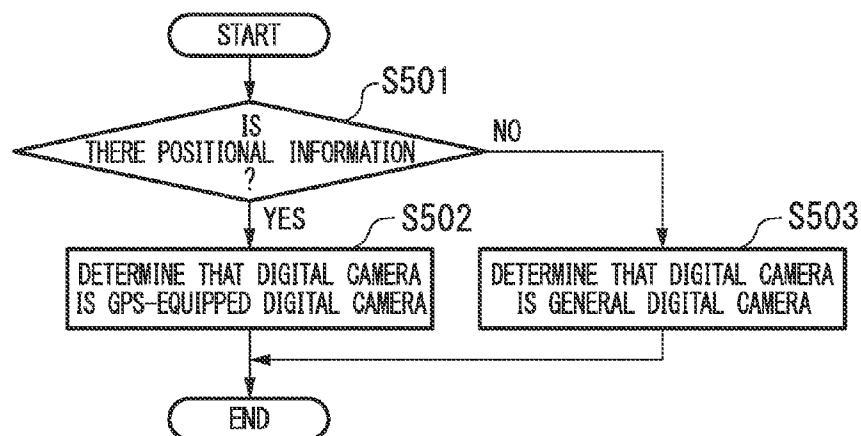 START
S501
IS
THERE POSITIONAL INFORMATION
?
NO
YES
S502
DETERMINE THAT DIGITAL CAMERA
IS GPS-EQUIPPED DIGITAL CAMERA
S503
DETERMINE THAT DIGITAL CAMERA
IS GENERAL DIGITAL CAMERA
END